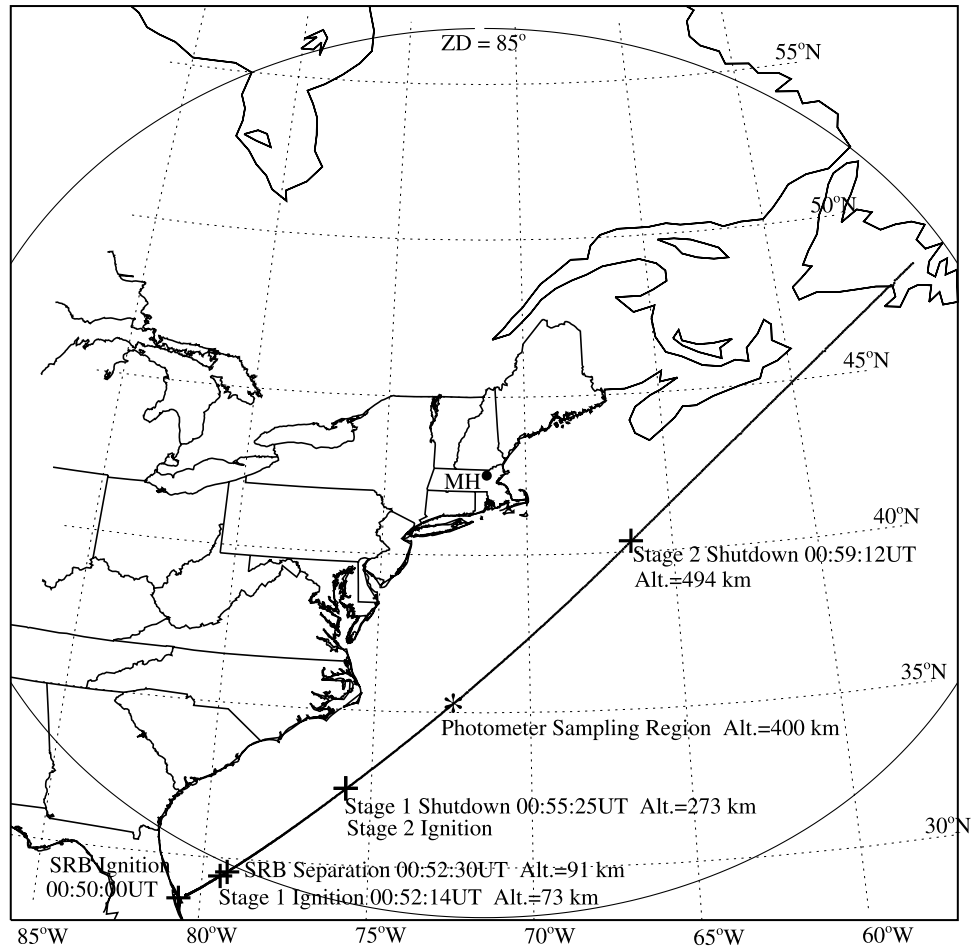 ZD = 85°
55°N
50°N
45°N
MH
40°N
Stage 2 Shutdown 00:59:12UT
Alt.=494 km
35°N
Photometer Sampling Region Alt.=400 km
Stage 1 Shutdown 00:55:25UT Alt.=273 km
Stage 2 Ignition
30°N
SRB Ignition
00:50:00UT
SRB Separation 00:52:30UT Alt.=91 km
Stage 1 Ignition 00:52:14UT Alt.=73 km
85°W 80°W 75°W 70°W 65°W 60°W